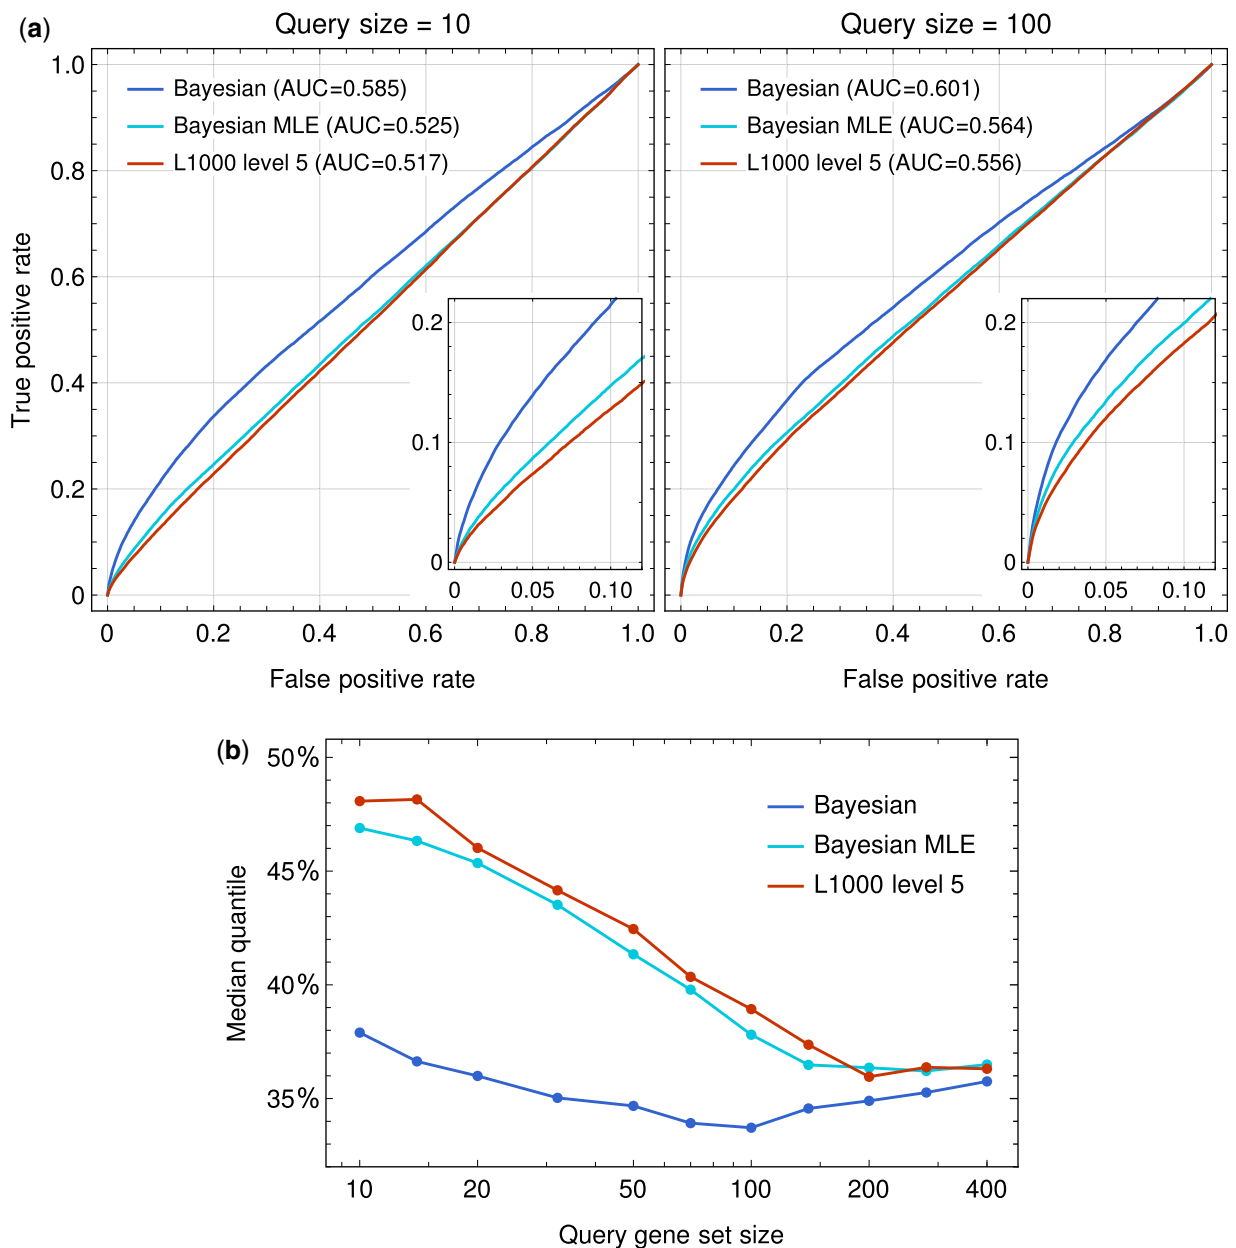 (a)
Query size = 10
Query size = 100
Bayesian (AUC=0.585)
Bayesian MLE (AUC=0.525)
L1000 level 5 (AUC=0.517)
Bayesian (AUC=0.601)
Bayesian MLE (AUC=0.564)
L1000 level 5 (AUC=0.556)
True positive rate
1.0
0.8
0.6
0.4
0.2
0
0.2
0.1
0
0 0.05 0.10
0.2
0.1
0
0 0.05 0.10
0 0.2 0.4 0.6 0.8 1.0
0 0.2 0.4 0.6 0.8 1.0
False positive rate
False positive rate
(b)
Median quantile
50%
45%
40%
35%
Bayesian
Bayesian MLE
L1000 level 5
10 20 50 100 200 400
Query gene set size